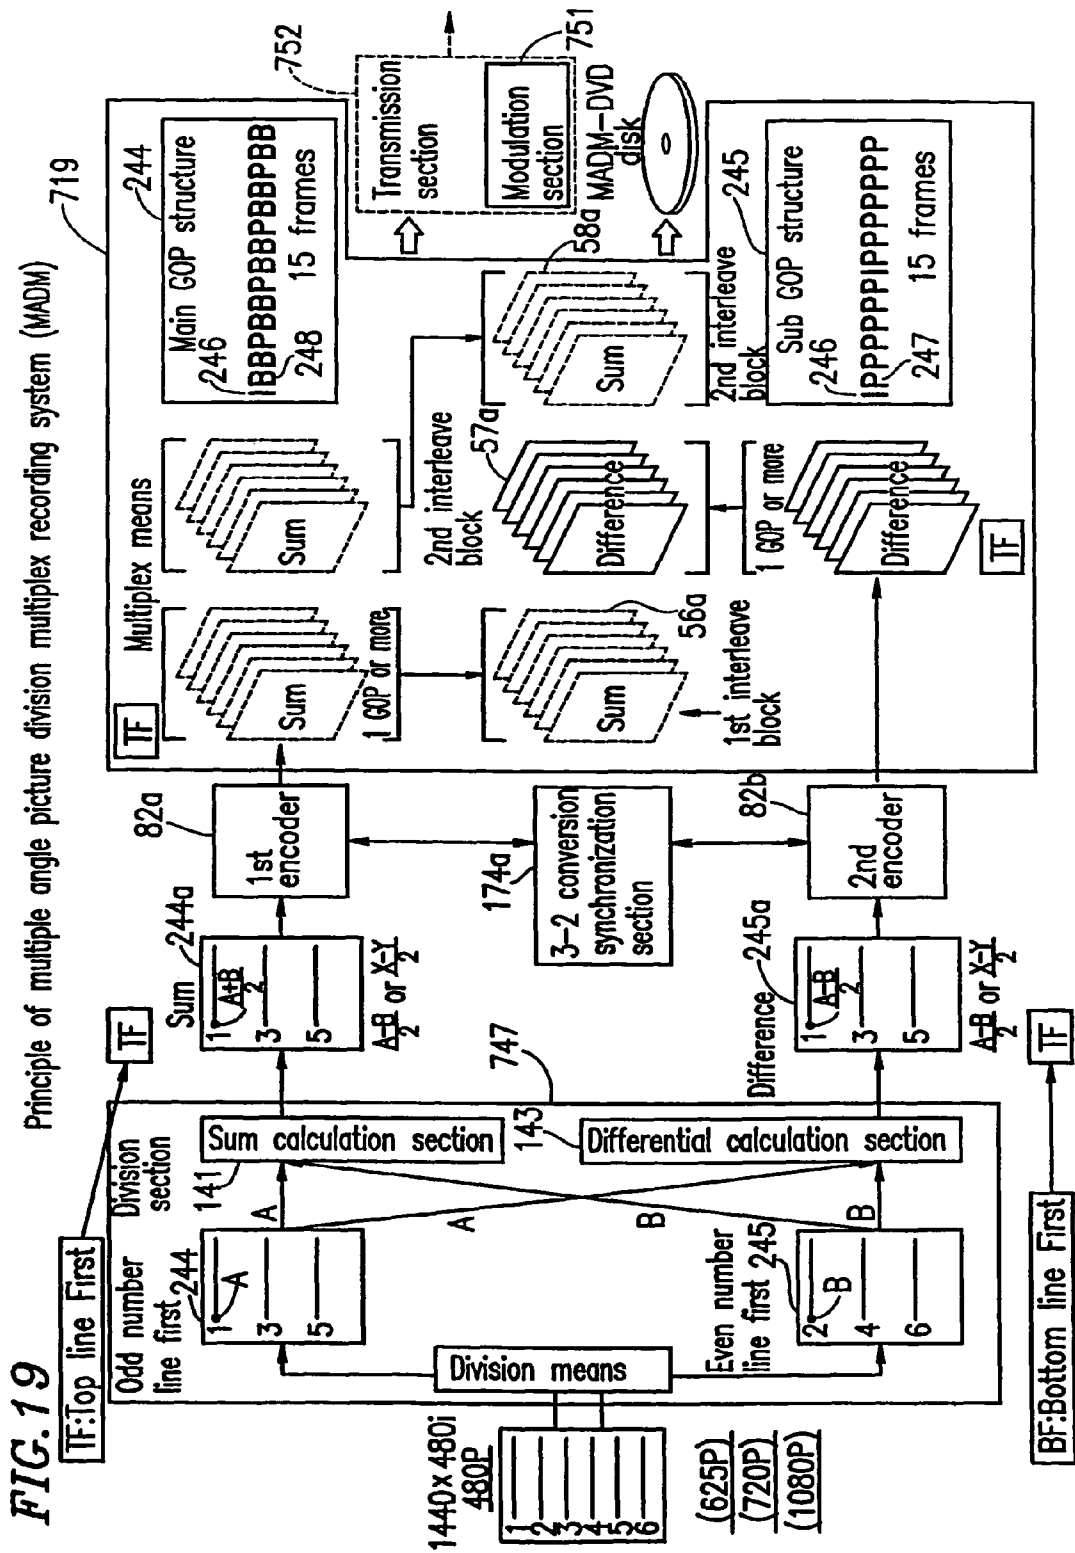 FIG. 19
Principle of multiple angle picture division multiplex recording system (MADM)
TF:Top line First
TF
1440×480i
480P
1
2
3
4
5
6
(625P)
(720P)
(1080P)
Division means
Odd number
line first 244
1
A
3
5
Even number
line first 245
2
B
4
6
Division
section
141
A
A
B
B
Sum calculation section
143
Differential calculation section
747
BF:Bottom line First
TF
Sum
244a
1
A+B
2
3
5
A-B
2
or
X-Y
2
Difference
245a
1
A-B
2
3
5
A-B
2
or
X-Y
2
82a
1st
encoder
174a
3-2 conversion
synchronization
section
82b
2nd
encoder
719
TF
Multiplex means
Sum
1 GOP or more
Sum
2nd interleave
block
Sum
56a
1st interleave
block
Difference
57a
Sum
58a
2nd interleave
block
1 GOP or more
Difference
TF
244
Main GOP structure
246
IBBPBBPBBPBBPBB
248
15 frames
245
Sub GOP structure
246
IPPPPPIPPPPPP
247
15 frames
752
Transmission
section
751
Modulation
section
MADM-DVD
disk